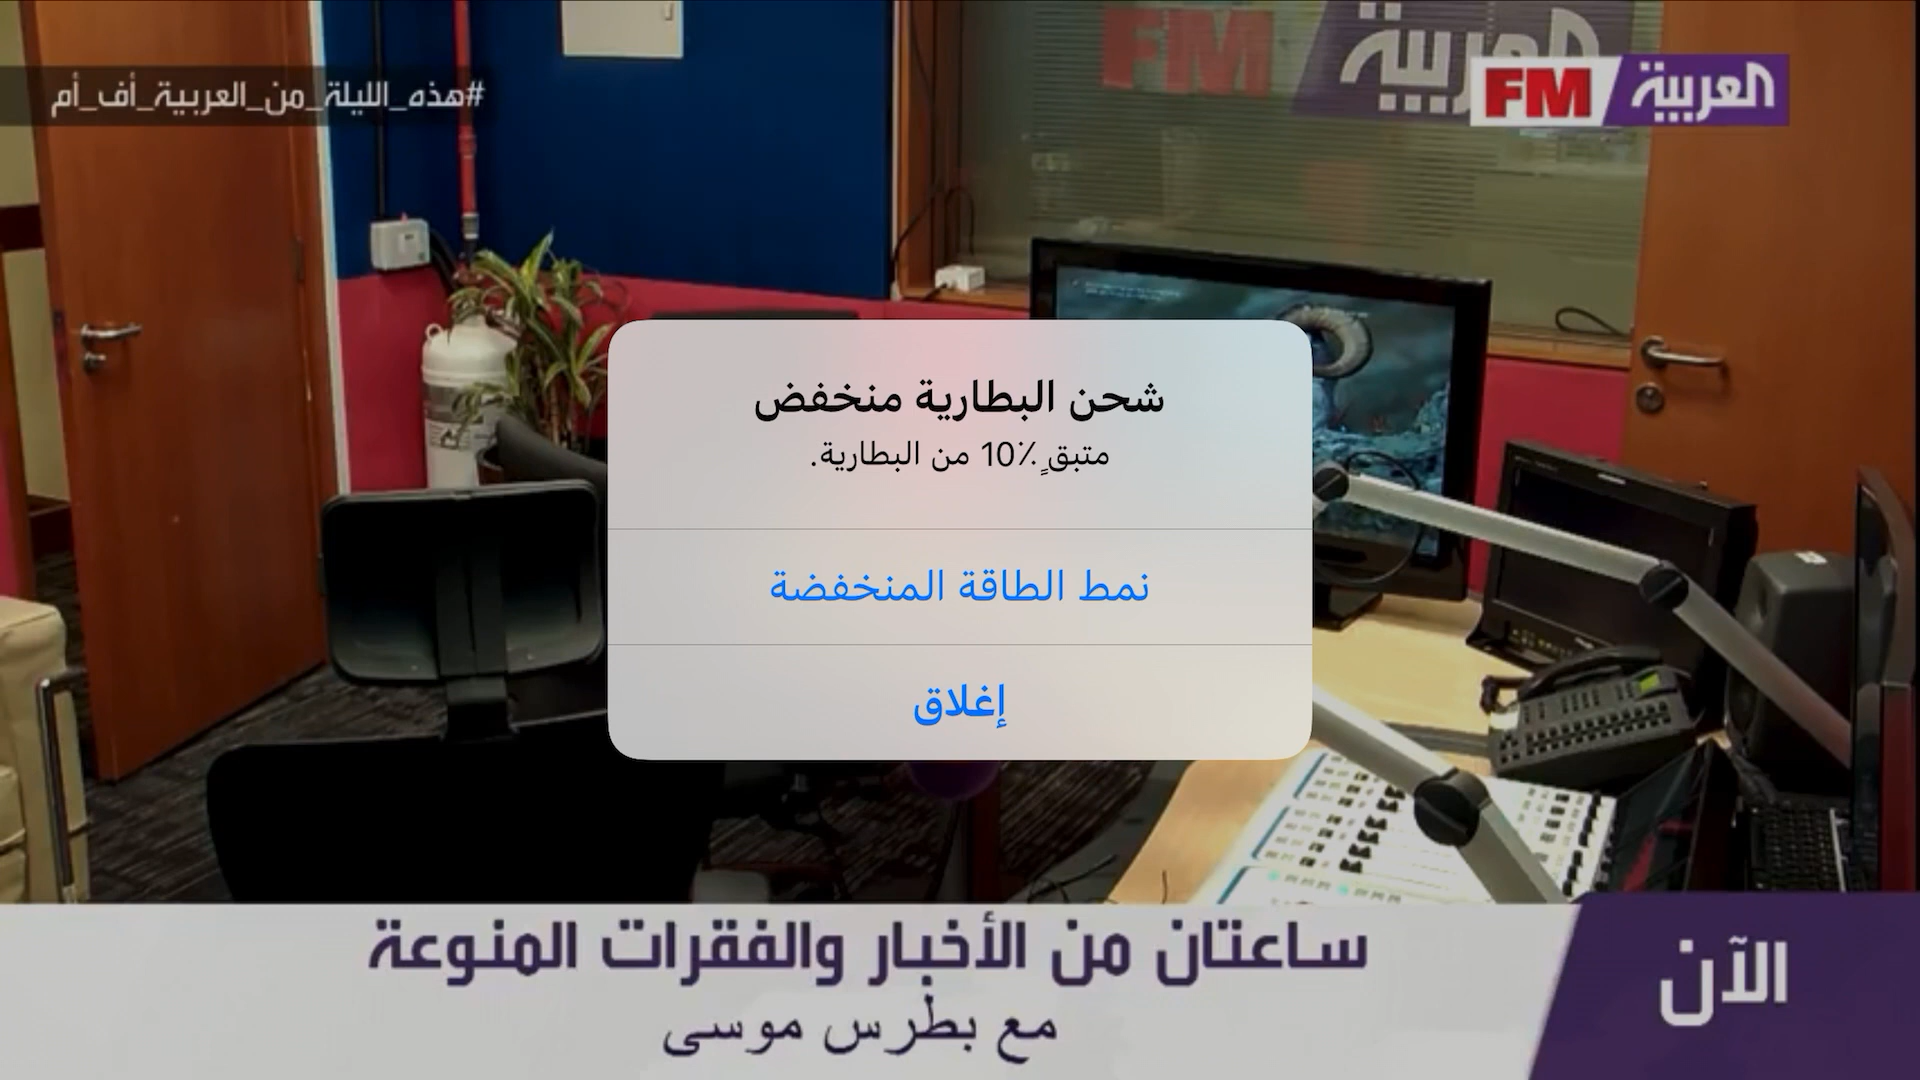 #هذه_الليلة_من_العربية_أف_أم
FM العربية
العربية FM
شحن البطارية منخفض
متبقٍ ٪10 من البطارية.
نمط الطاقة المنخفضة
إغلاق
الآن
ساعتان من الأخبار والفقرات المنوعة
مع بطرس موسى